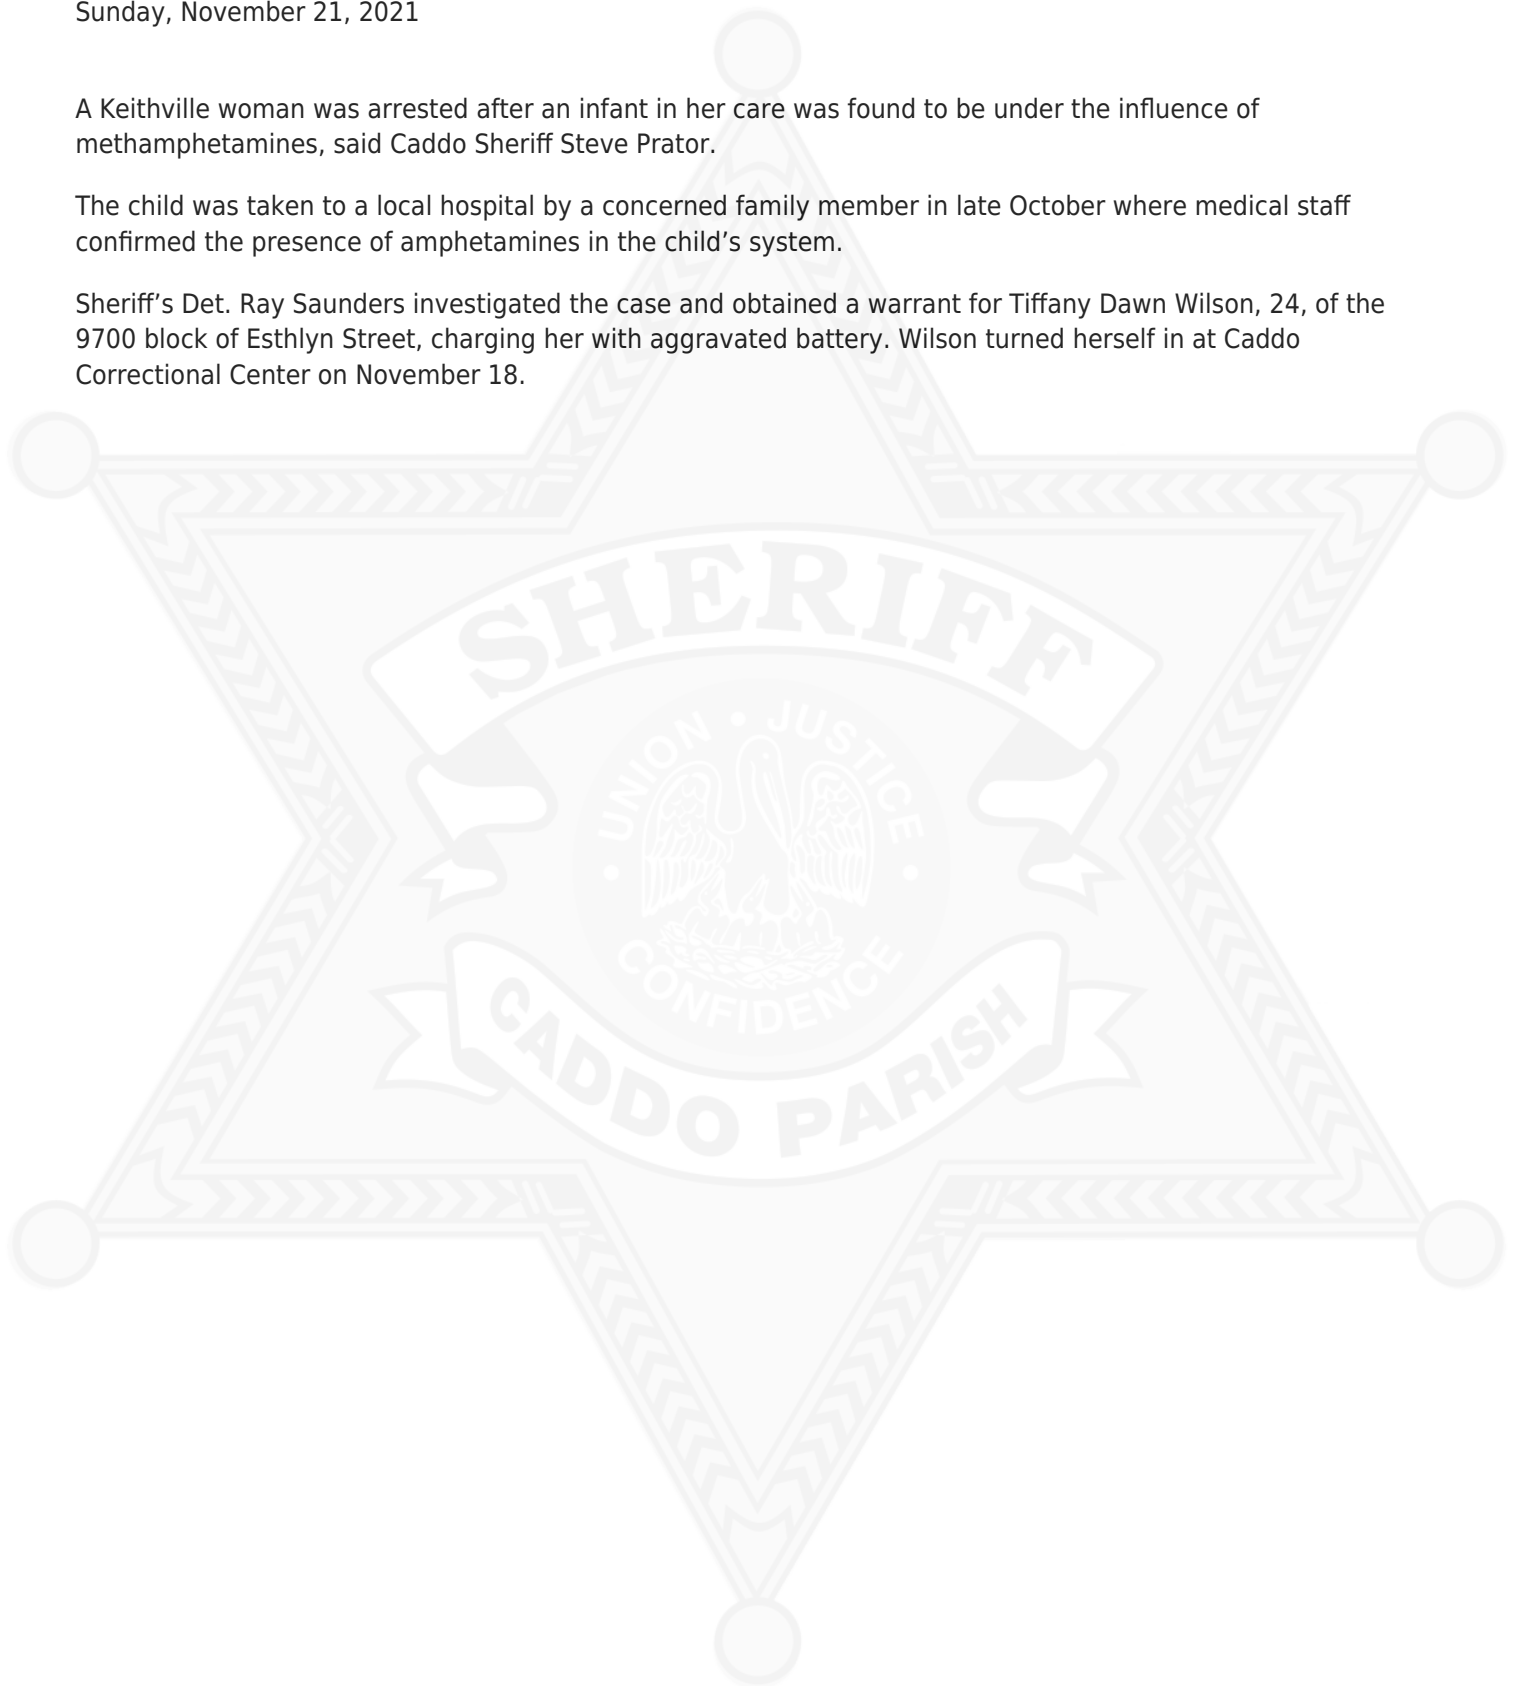 Sunday, November 21, 2021
A Keithville woman was arrested after an infant in her care was found to be under the influence of
methamphetamines, said Caddo Sheriff Steve Prator.
The child was taken to a local hospital by a concerned family member in late October where medical staff
confirmed the presence of amphetamines in the child’s system.
Sheriff’s Det. Ray Saunders investigated the case and obtained a warrant for Tiffany Dawn Wilson, 24, of the
9700 block of Esthlyn Street, charging her with aggravated battery. Wilson turned herself in at Caddo
Correctional Center on November 18.
SHERIFF
UNION • JUSTICE
• CONFIDENCE •
CADDO PARISH